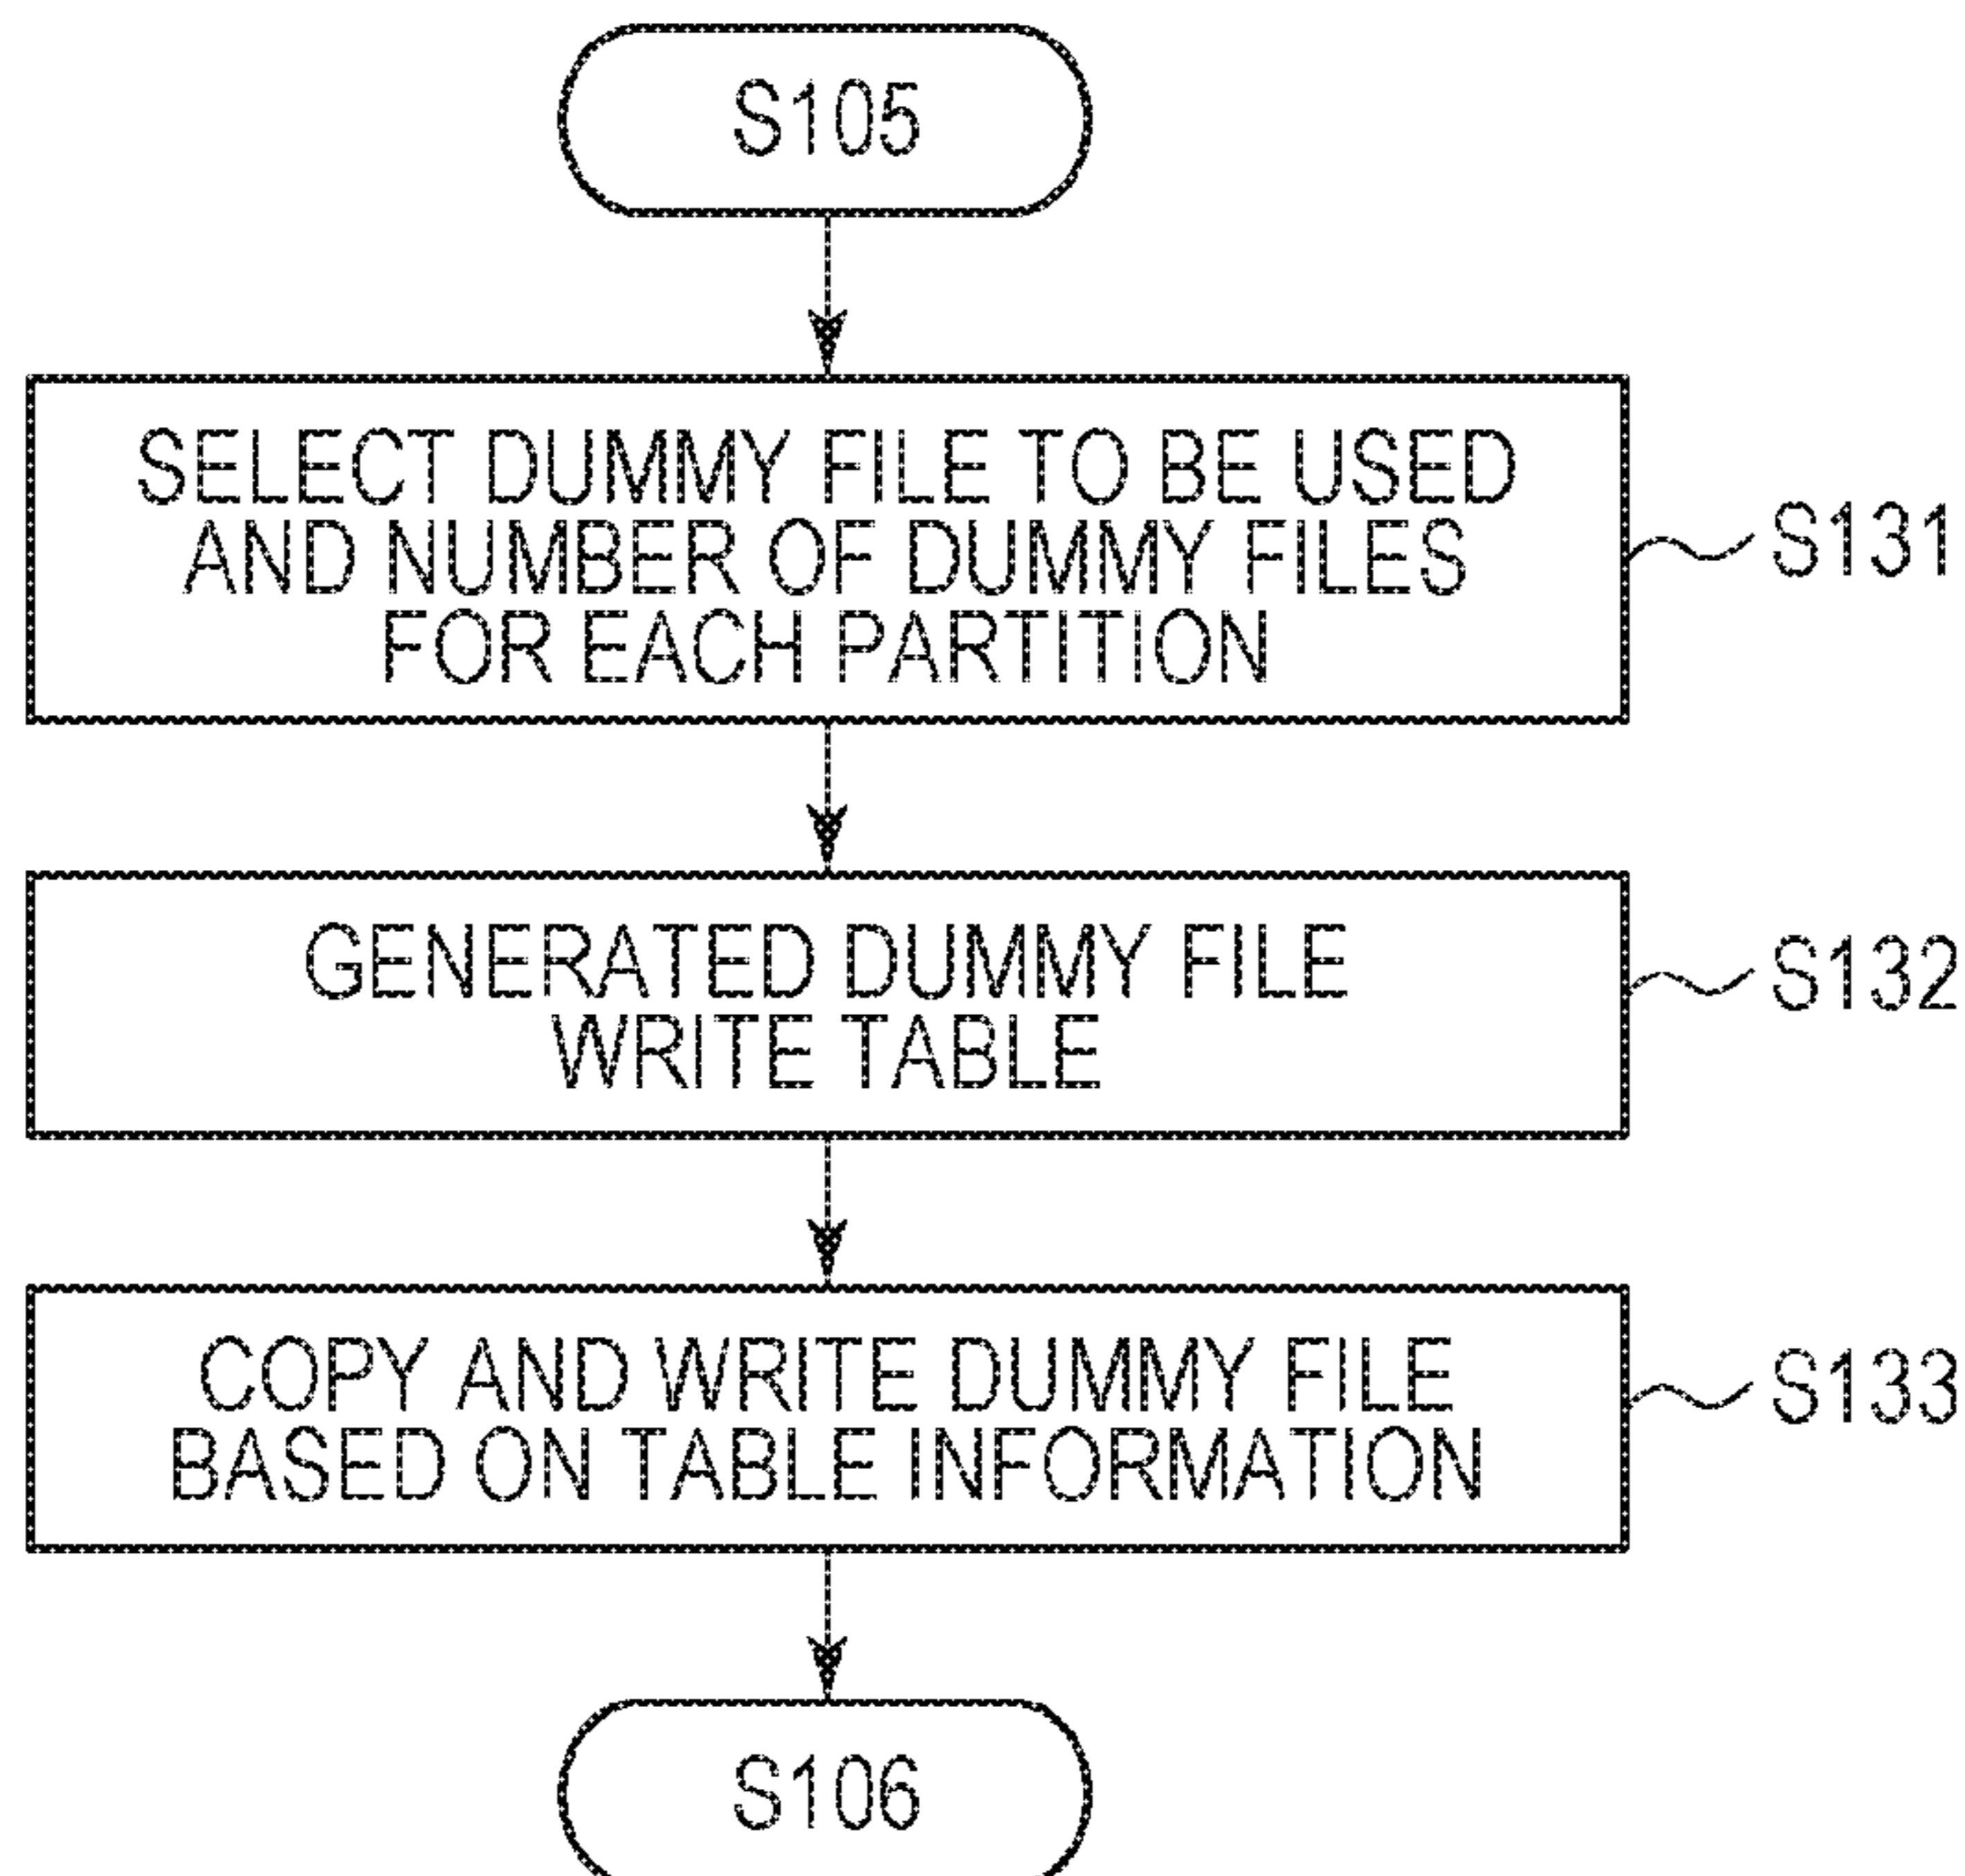 S105
SELECT DUMMY FILE TO BE USED
AND NUMBER OF DUMMY FILES
FOR EACH PARTITION
S131
GENERATED DUMMY FILE
WRITE TABLE
S132
COPY AND WRITE DUMMY FILE
BASED ON TABLE INFORMATION
S133
S106